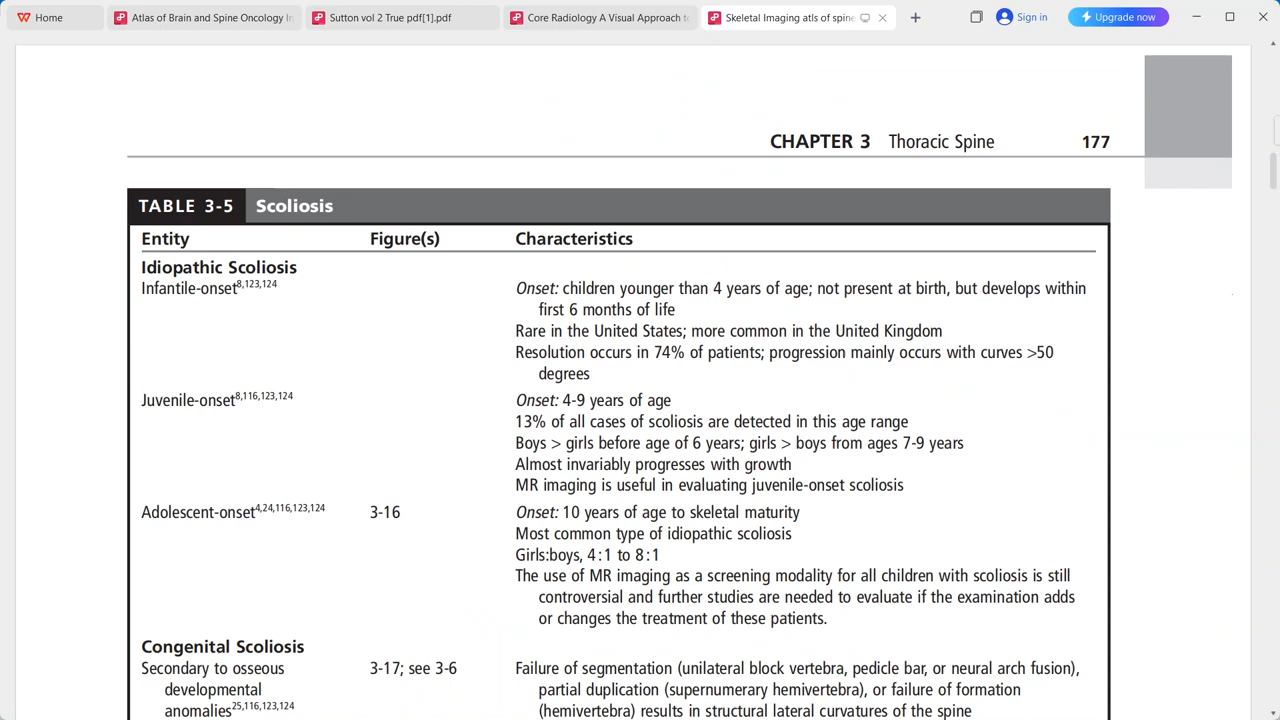 Home
Atlas of Brain and Spine Oncology I
Sutton vol 2 True pdf[1].pdf
Core Radiology A Visual Approach t
Skeletal Imaging atls of spine
Sign in
Upgrade now
CHAPTER 3 Thoracic Spine 177
TABLE 3-5 Scoliosis
Entity Figure(s) Characteristics
Idiopathic Scoliosis
Infantile-onset8,123,124 Onset: children younger than 4 years of age; not present at birth, but develops within
first 6 months of life
Rare in the United States; more common in the United Kingdom
Resolution occurs in 74% of patients; progression mainly occurs with curves >50
degrees
Juvenile-onset8,116,123,124 Onset: 4-9 years of age
13% of all cases of scoliosis are detected in this age range
Boys > girls before age of 6 years; girls > boys from ages 7-9 years
Almost invariably progresses with growth
MR imaging is useful in evaluating juvenile-onset scoliosis
Adolescent-onset4,24,116,123,124 3-16 Onset: 10 years of age to skeletal maturity
Most common type of idiopathic scoliosis
Girls:boys, 4:1 to 8:1
The use of MR imaging as a screening modality for all children with scoliosis is still
controversial and further studies are needed to evaluate if the examination adds
or changes the treatment of these patients.
Congenital Scoliosis
Secondary to osseous 3-17; see 3-6 Failure of segmentation (unilateral block vertebra, pedicle bar, or neural arch fusion),
developmental partial duplication (supernumerary hemivertebra), or failure of formation
anomalies25,116,123,124 (hemivertebra) results in structural lateral curvatures of the spine